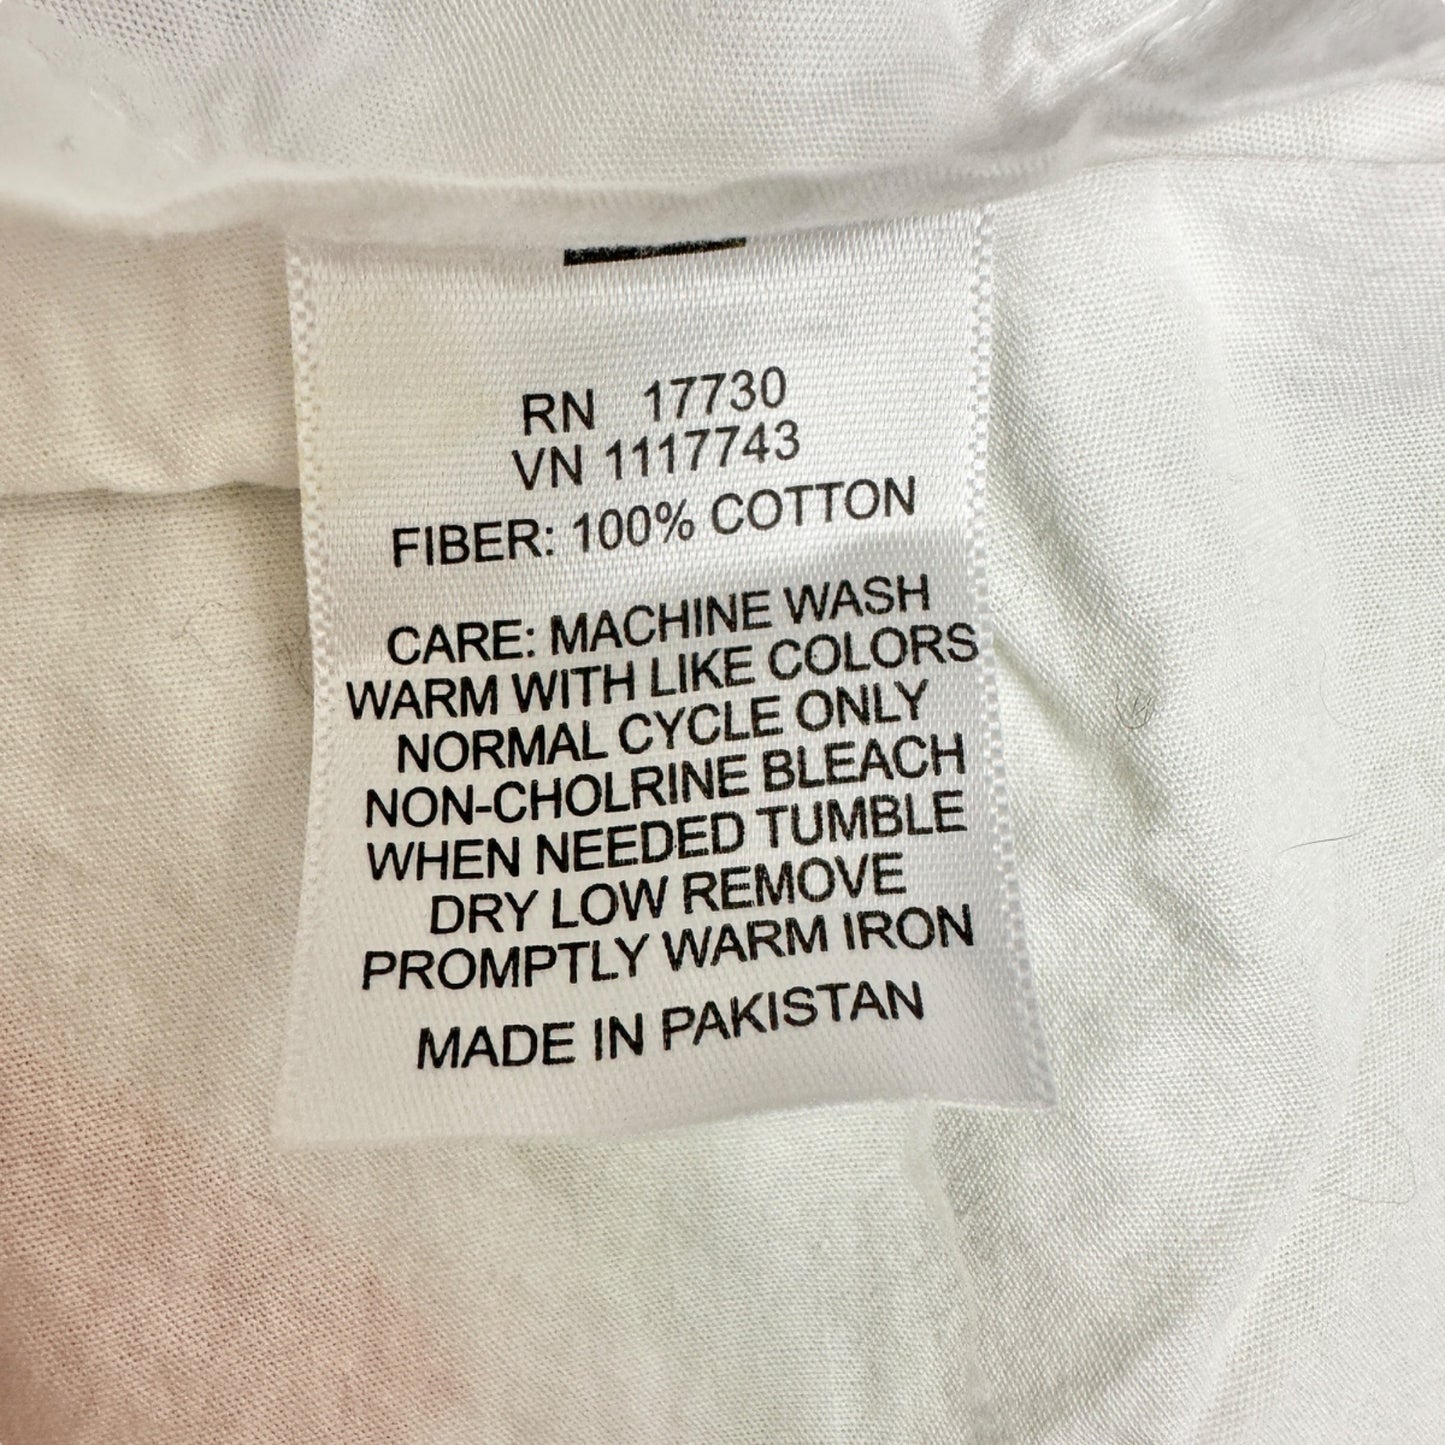 RN 17730
VN 1117743
FIBER: 100% COTTON
CARE: MACHINE WASH
WARM WITH LIKE COLORS
NORMAL CYCLE ONLY
NON-CHOLRINE BLEACH
WHEN NEEDED TUMBLE
DRY LOW REMOVE
PROMPTLY WARM IRON
MADE IN PAKISTAN